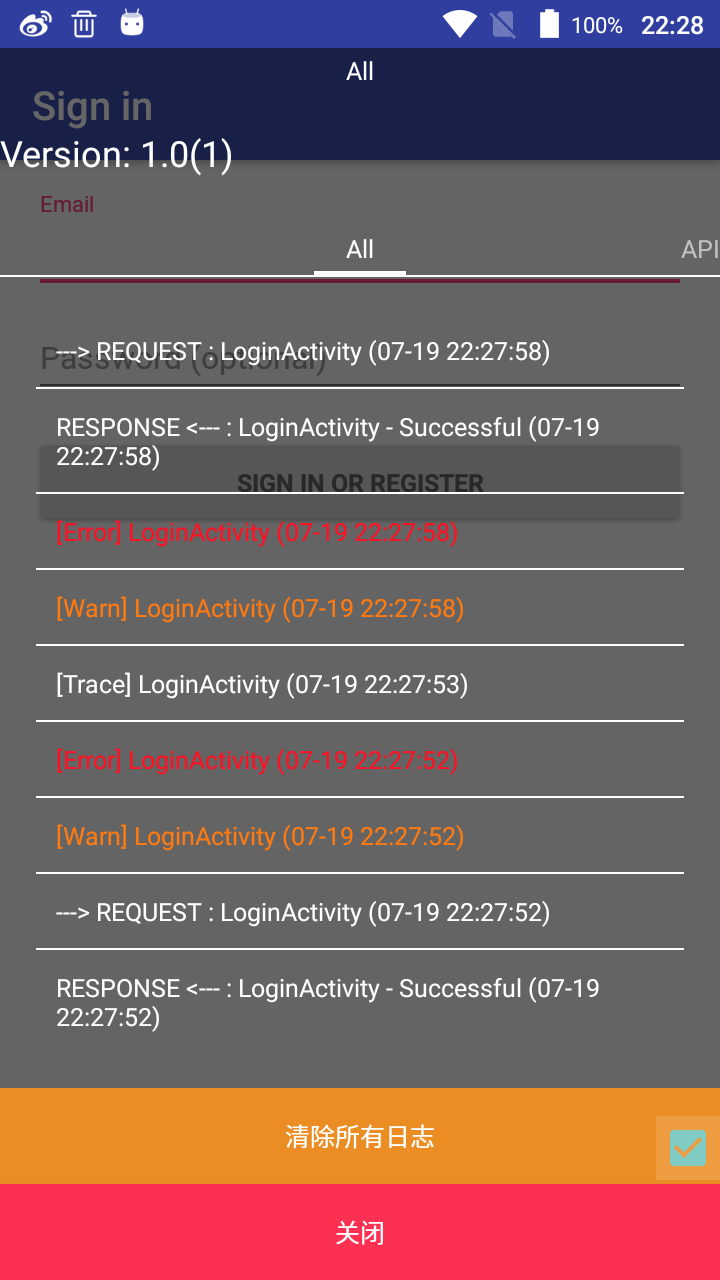 100% 22:28
All
Sign in
Version: 1.0(1)
Email
All API
Password (optional)
---> REQUEST : LoginActivity (07-19 22:27:58)
RESPONSE <--- : LoginActivity - Successful (07-19
22:27:58)
SIGN IN OR REGISTER
[Error] LoginActivity (07-19 22:27:58)
[Warn] LoginActivity (07-19 22:27:58)
[Trace] LoginActivity (07-19 22:27:53)
[Error] LoginActivity (07-19 22:27:52)
[Warn] LoginActivity (07-19 22:27:52)
---> REQUEST : LoginActivity (07-19 22:27:52)
RESPONSE <--- : LoginActivity - Successful (07-19
22:27:52)
清除所有日志
关闭